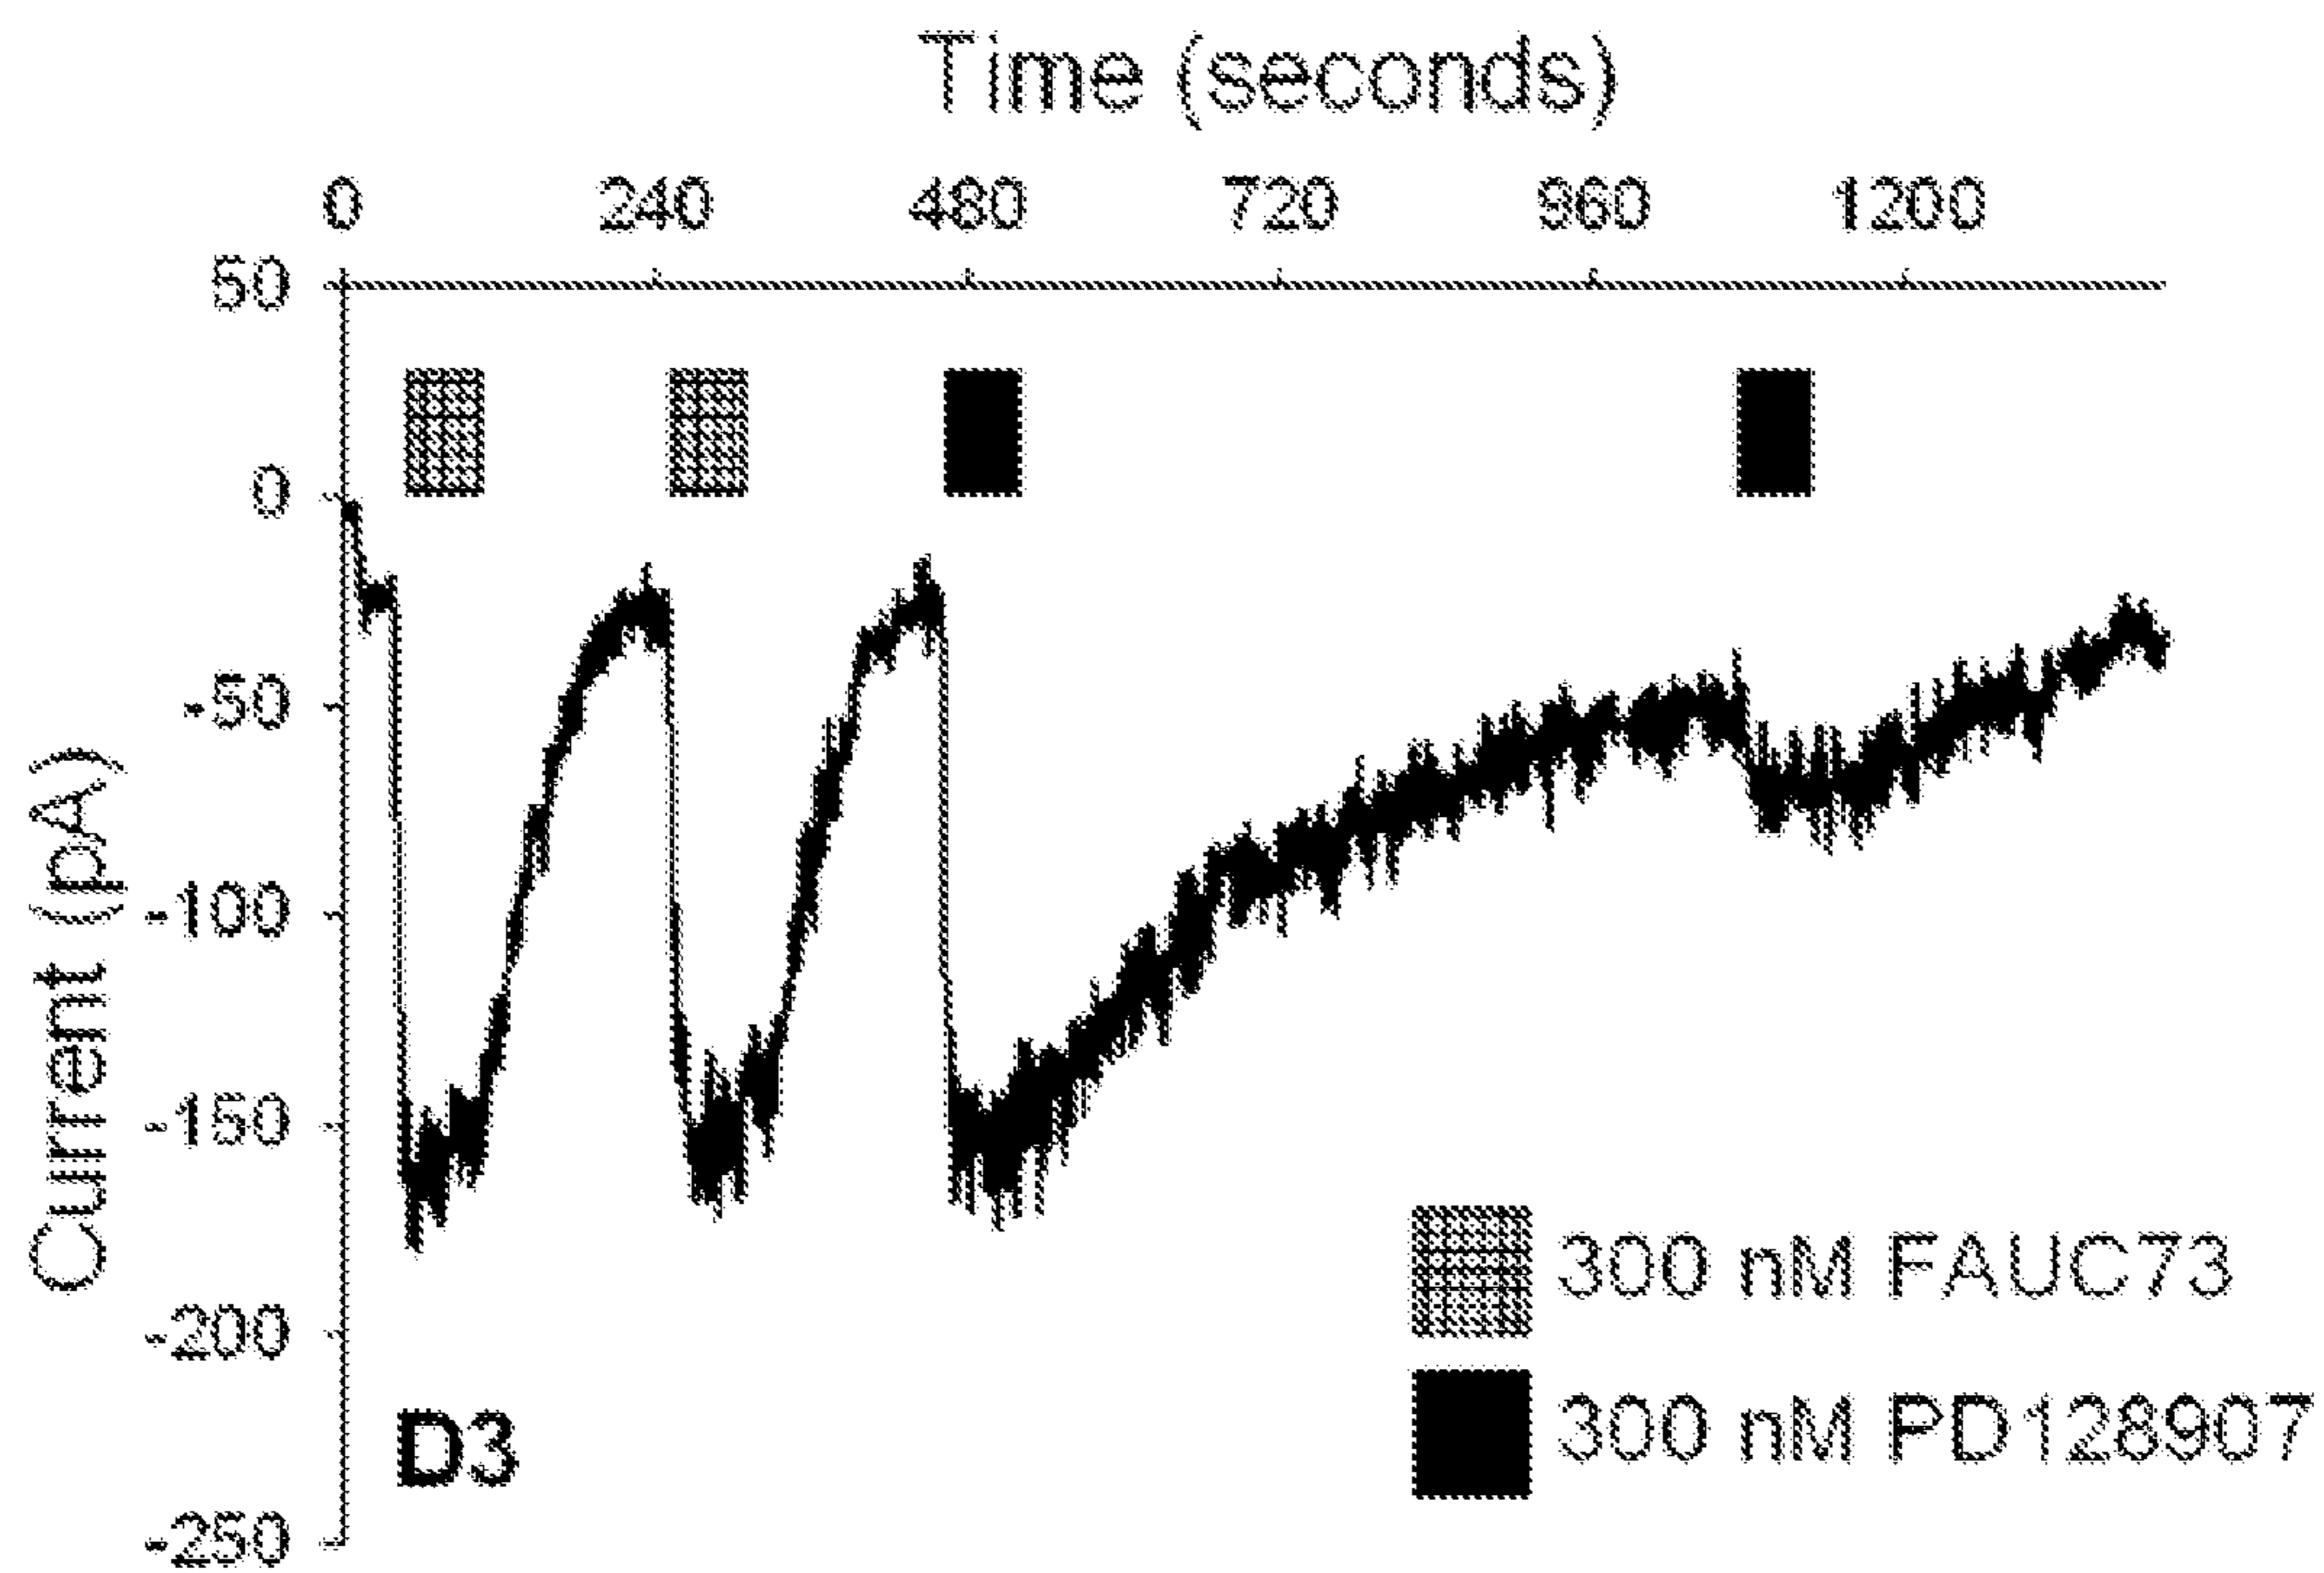 Time (seconds)
0 240 480 720 960 1200
50
0
-50
-100
-150
-200
-250
Current (pA)
300 nM FAUC73
300 nM PD128907
D3